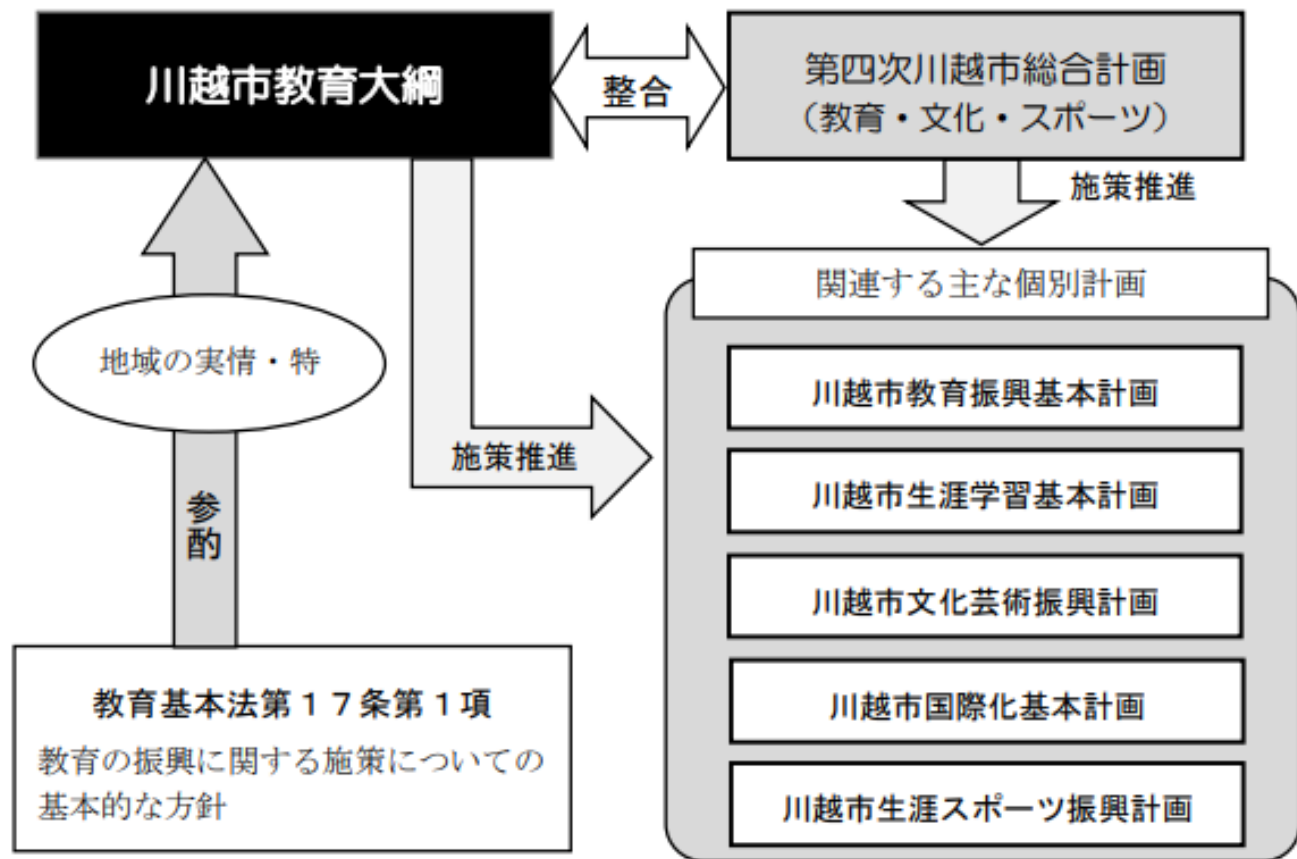 川越市教育大綱
整合
第四次川越市総合計画
（教育・文化・スポーツ）
施策推進
関連する主な個別計画
地域の実情・特
川越市教育振興基本計画
施策推進
川越市生涯学習基本計画
参酌
川越市文化芸術振興計画
教育基本法第１７条第１項
教育の振興に関する施策についての
基本的な方針
川越市国際化基本計画
川越市生涯スポーツ振興計画